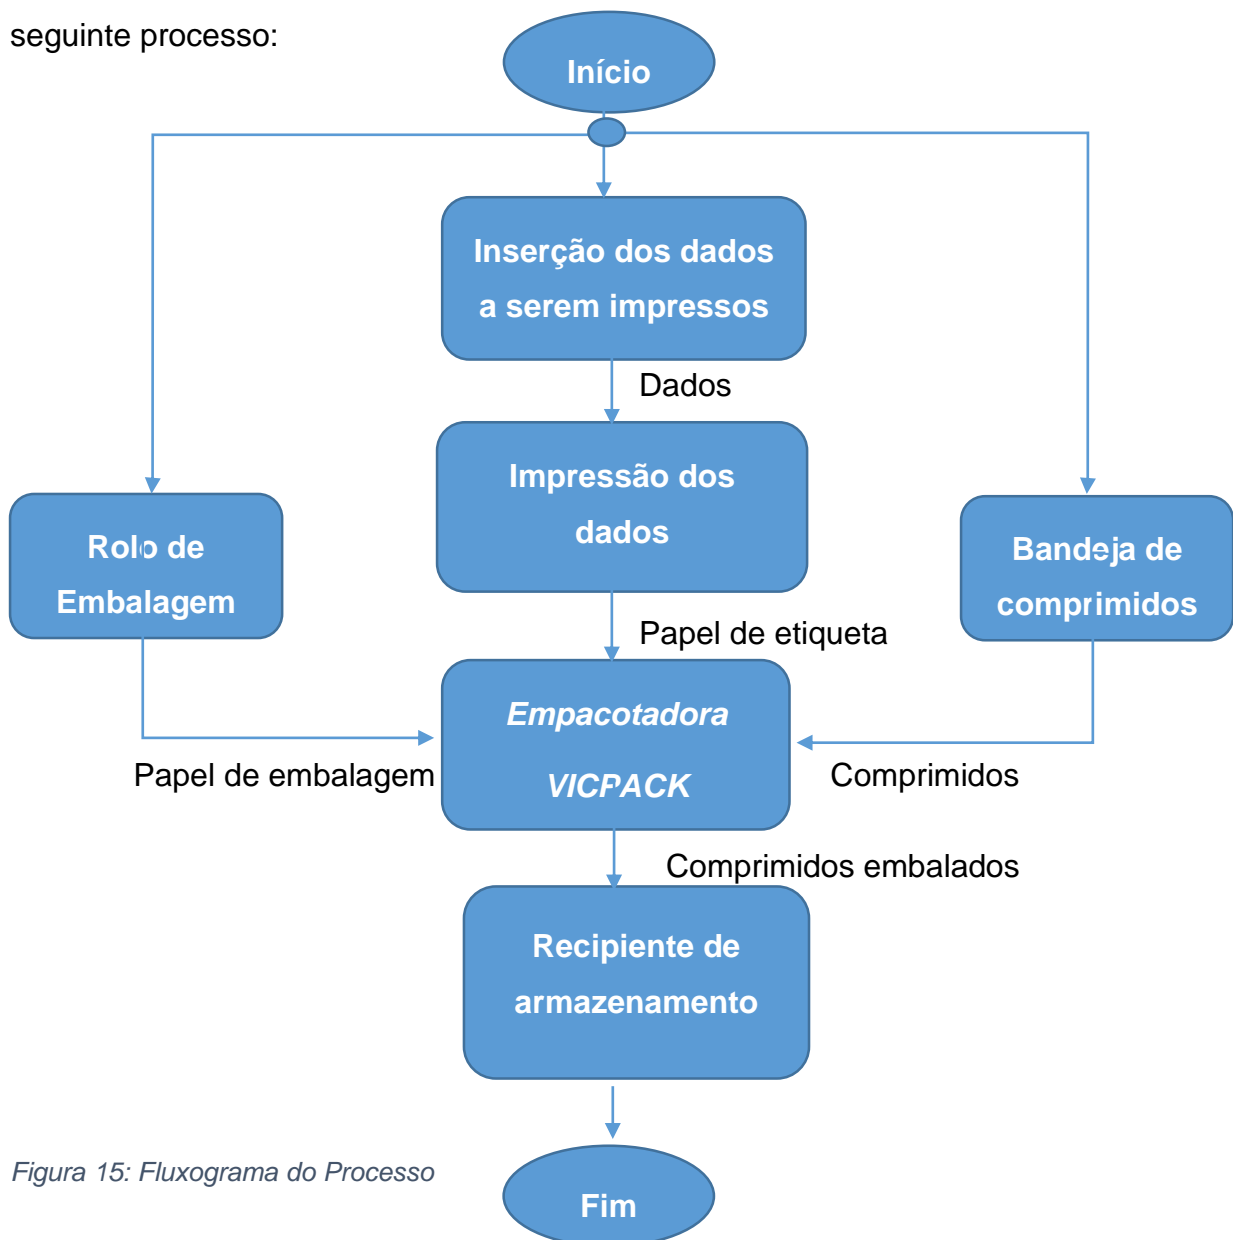 seguinte processo:
Início
Inserção dos dados
a serem impressos
Dados
Impressão dos
dados
Rolo de
Embalagem
Bandeja de
comprimidos
Papel de etiqueta
Empacotadora
VICPACK
Papel de embalagem
Comprimidos
Comprimidos embalados
Recipiente de
armazenamento
Figura 15: Fluxograma do Processo
Fim